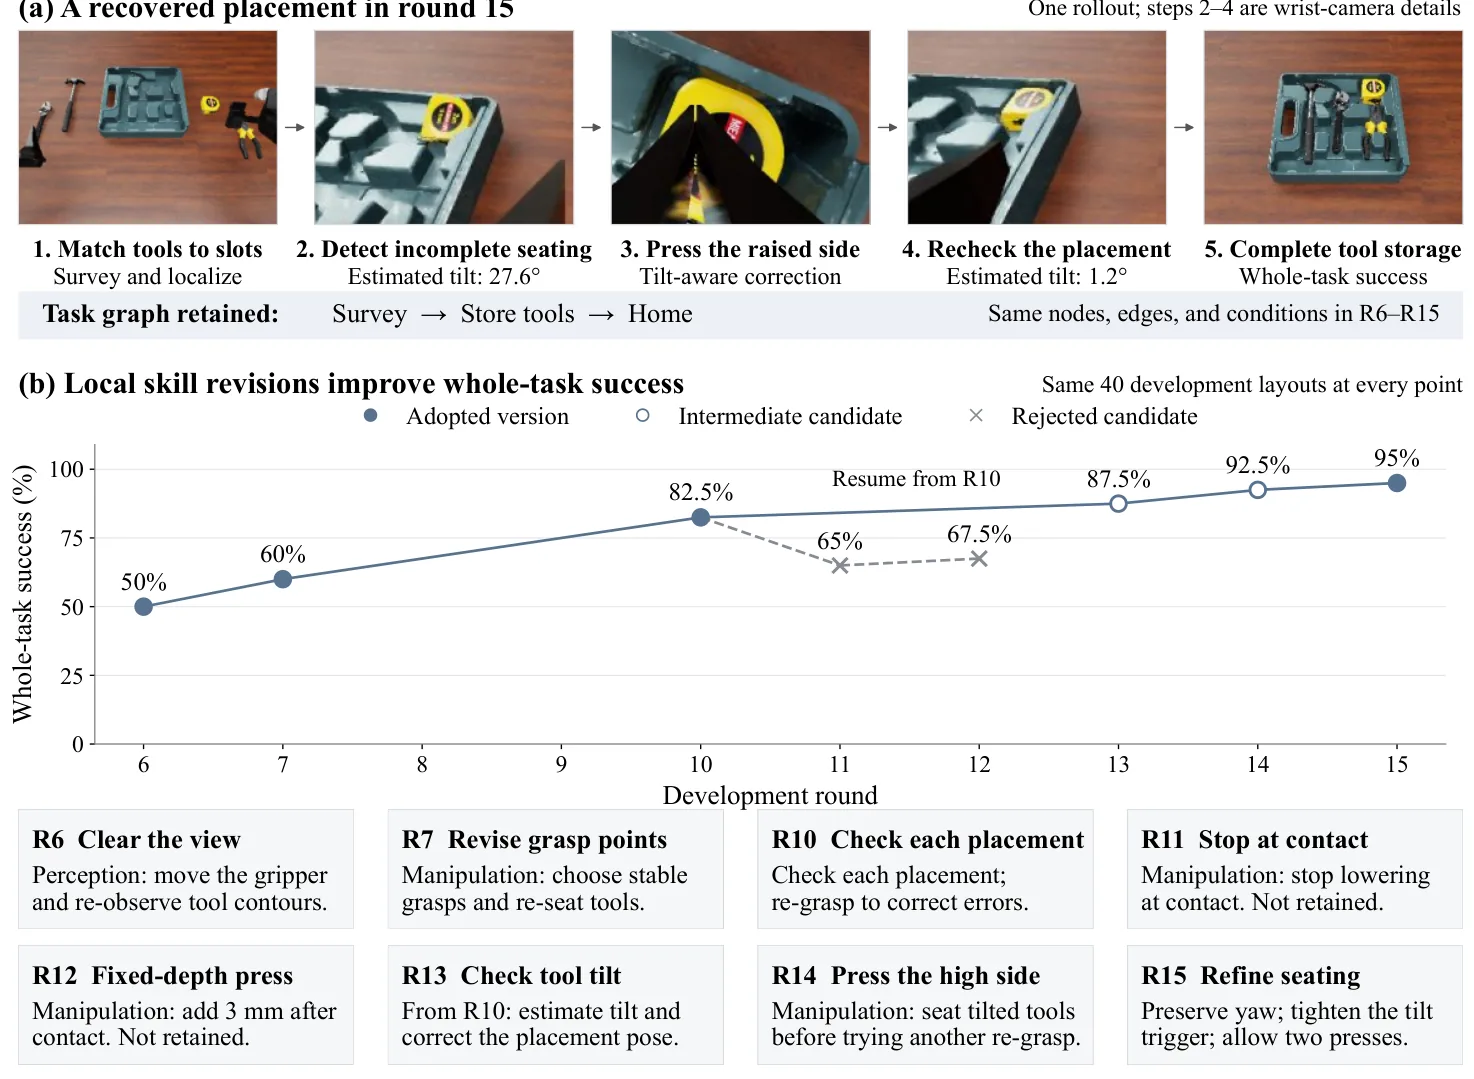 (a) A recovered placement in round 15
One rollout; steps 2–4 are wrist-camera details
1. Match tools to slots
Survey and localize
2. Detect incomplete seating
Estimated tilt: 27.6°
3. Press the raised side
Tilt-aware correction
4. Recheck the placement
Estimated tilt: 1.2°
5. Complete tool storage
Whole-task success
Task graph retained: Survey → Store tools → Home
Same nodes, edges, and conditions in R6–R15
(b) Local skill revisions improve whole-task success
Same 40 development layouts at every point
Adopted version
Intermediate candidate
Rejected candidate
Whole-task success (%)
100
75
50
25
0
50%
60%
82.5%
Resume from R10
65%
67.5%
87.5%
92.5%
95%
6 7 8 9 10 11 12 13 14 15
Development round
R6 Clear the view
Perception: move the gripper
and re-observe tool contours.
R7 Revise grasp points
Manipulation: choose stable
grasps and re-seat tools.
R10 Check each placement
Check each placement;
re-grasp to correct errors.
R11 Stop at contact
Manipulation: stop lowering
at contact. Not retained.
R12 Fixed-depth press
Manipulation: add 3 mm after
contact. Not retained.
R13 Check tool tilt
From R10: estimate tilt and
correct the placement pose.
R14 Press the high side
Manipulation: seat tilted tools
before trying another re-grasp.
R15 Refine seating
Preserve yaw; tighten the tilt
trigger; allow two presses.